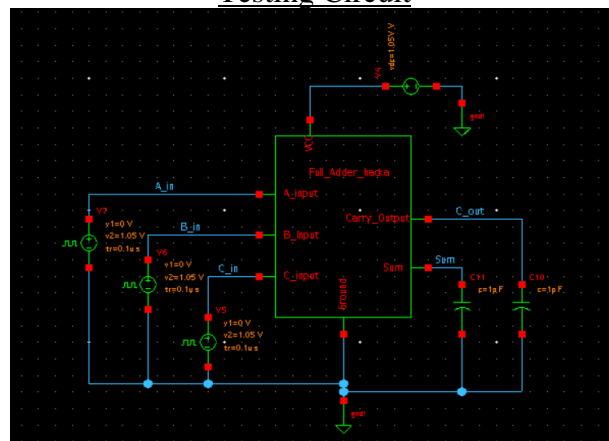 Testing Circuit
V4
vdc=1.05V V
gnd!
VCC
Full_Adder_hacka
A_in
A_input
V7
v1=0 V
v2=1.05 V
tr=0.1u s
B_in
B_input
V6
v1=0 V
v2=1.05 V
tr=0.1u s
C_in
C_input
V5
v1=0 V
v2=1.05 V
tr=0.1u s
Carry_Output
C_out
Sum
Sum
C11
c=1p F
C10
c=1p F
Ground
gnd!